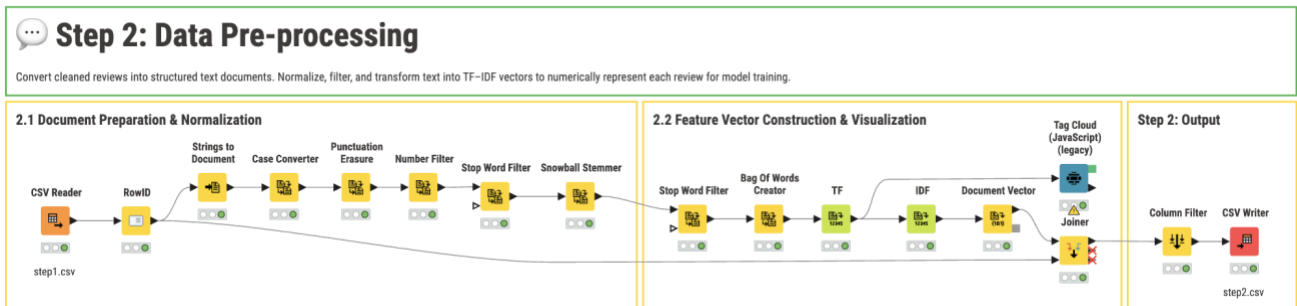 Step 2: Data Pre-processing
Convert cleaned reviews into structured text documents. Normalize, filter, and transform text into TF–IDF vectors to numerically represent each review for model training.
2.1 Document Preparation & Normalization
CSV Reader
step1.csv
RowID
Strings to
Document
Case Converter
Punctuation
Erasure
Number Filter
Stop Word Filter
Snowball Stemmer
2.2 Feature Vector Construction & Visualization
Stop Word Filter
Bag Of Words
Creator
TF
IDF
Document Vector
Tag Cloud
(JavaScript)
(legacy)
Joiner
Step 2: Output
Column Filter
CSV Writer
step2.csv